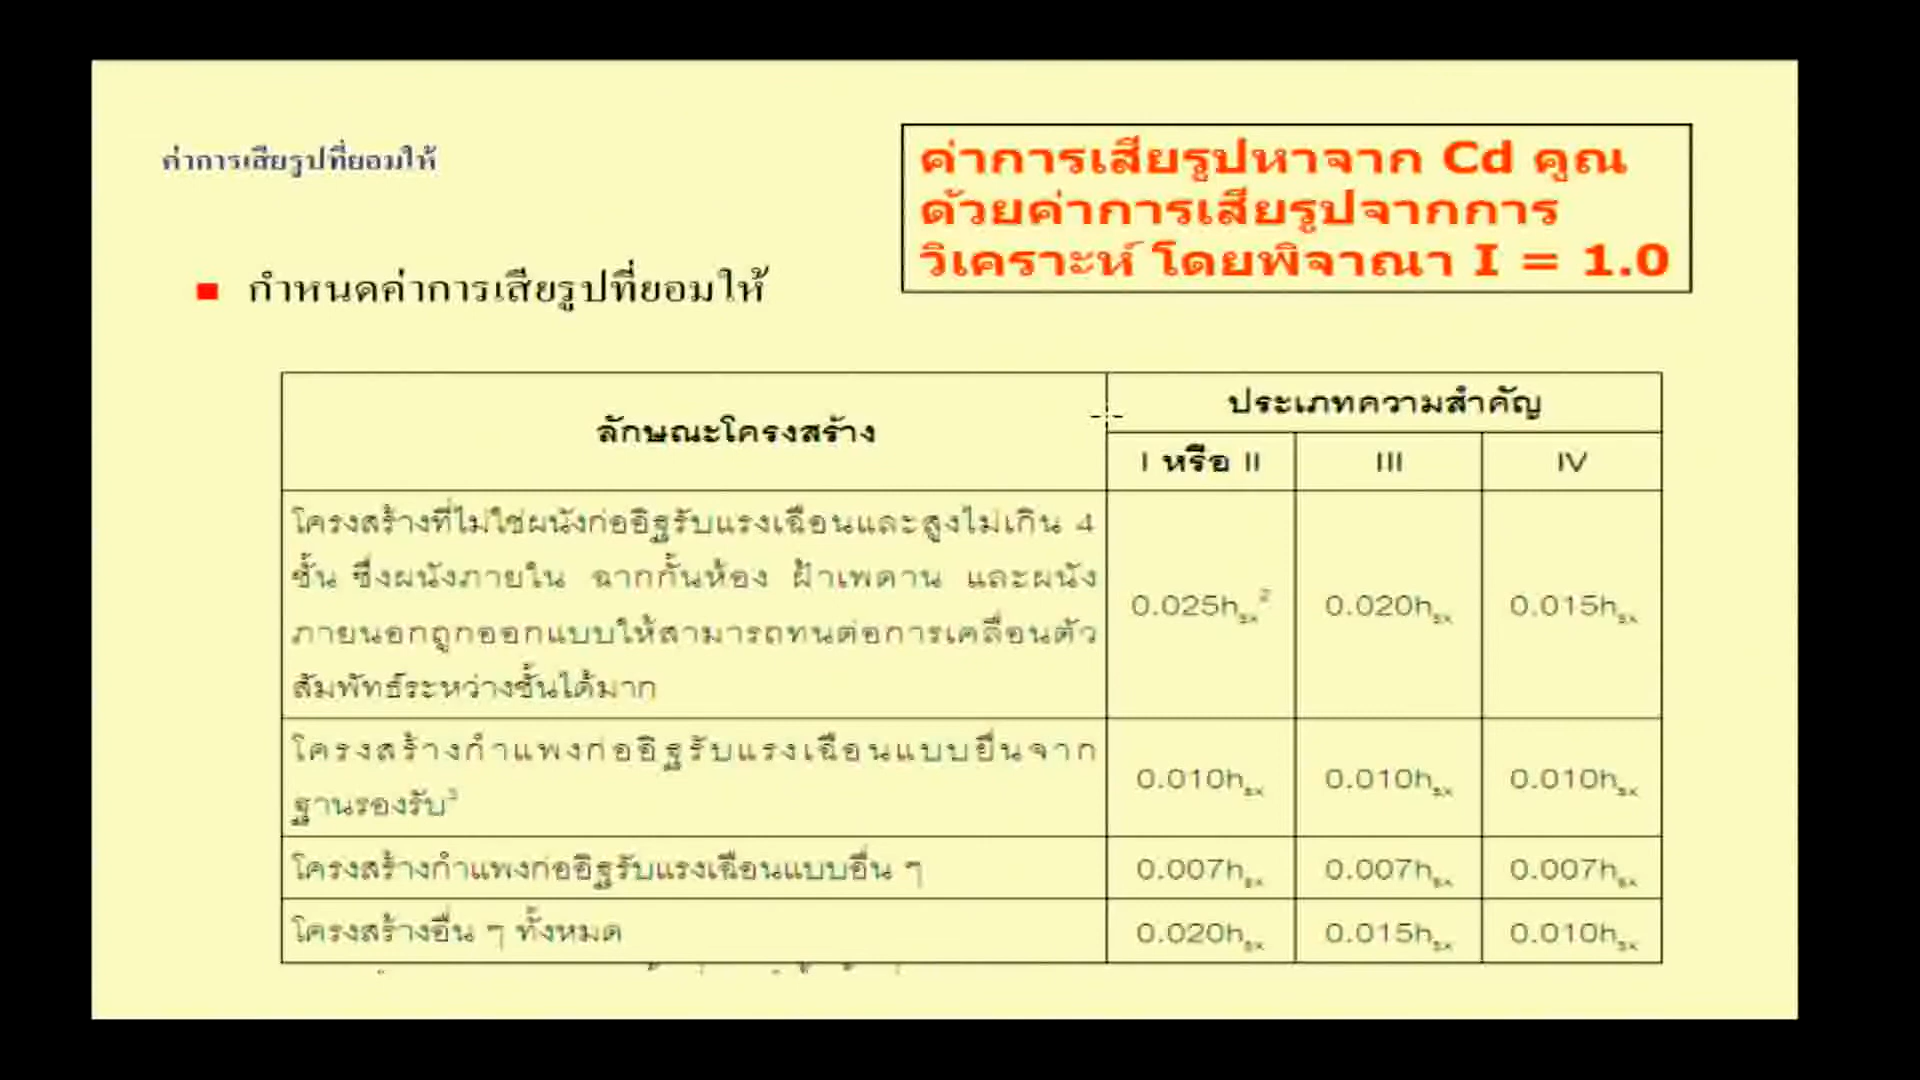 ค่าการเสียรูปที่ยอมให้
ค่าการเสียรูปหาจาก Cd คูณ
ด้วยค่าการเสียรูปจากการ
วิเคราะห์ โดยพิจาณา I = 1.0
กำหนดค่าการเสียรูปที่ยอมให้
ลักษณะโครงสร้าง
ประเภทความสำคัญ
I หรือ II III IV
โครงสร้างที่ไม่ใช่ผนังก่ออิฐรับแรงเฉือนและสูงไม่เกิน 4
ชั้น ซึ่งผนังภายใน ฉากกั้นห้อง ฝ้าเพดาน และผนัง
ภายนอกถูกออกแบบให้สามารถทนต่อการเคลื่อนตัว
สัมพัทธ์ระหว่างชั้นได้มาก
0.025hsx² 0.020hsx 0.015hsx
โครงสร้างกำแพงก่ออิฐรับแรงเฉือนแบบยื่นจาก
ฐานรองรับ³
0.010hsx 0.010hsx 0.010hsx
โครงสร้างกำแพงก่ออิฐรับแรงเฉือนแบบอื่น ๆ 0.007hsx 0.007hsx 0.007hsx
โครงสร้างอื่น ๆ ทั้งหมด 0.020hsx 0.015hsx 0.010hsx